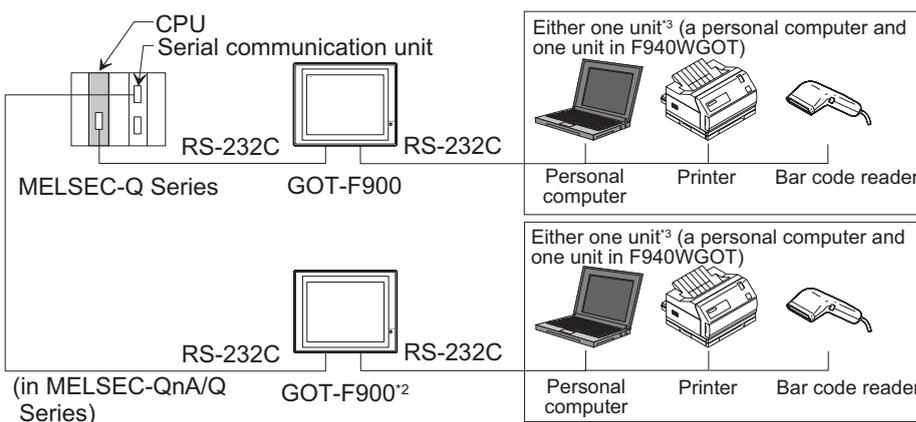 CPU
Serial communication unit
Either one unit*3 (a personal computer and
one unit in F940WGOT)
RS-232C
RS-232C
MELSEC-Q Series
GOT-F900
Personal
computer
Printer
Bar code reader
Either one unit*3 (a personal computer and
one unit in F940WGOT)
RS-232C
RS-232C
(in MELSEC-QnA/Q
Series)
GOT-F900*2
Personal
computer
Printer
Bar code reader